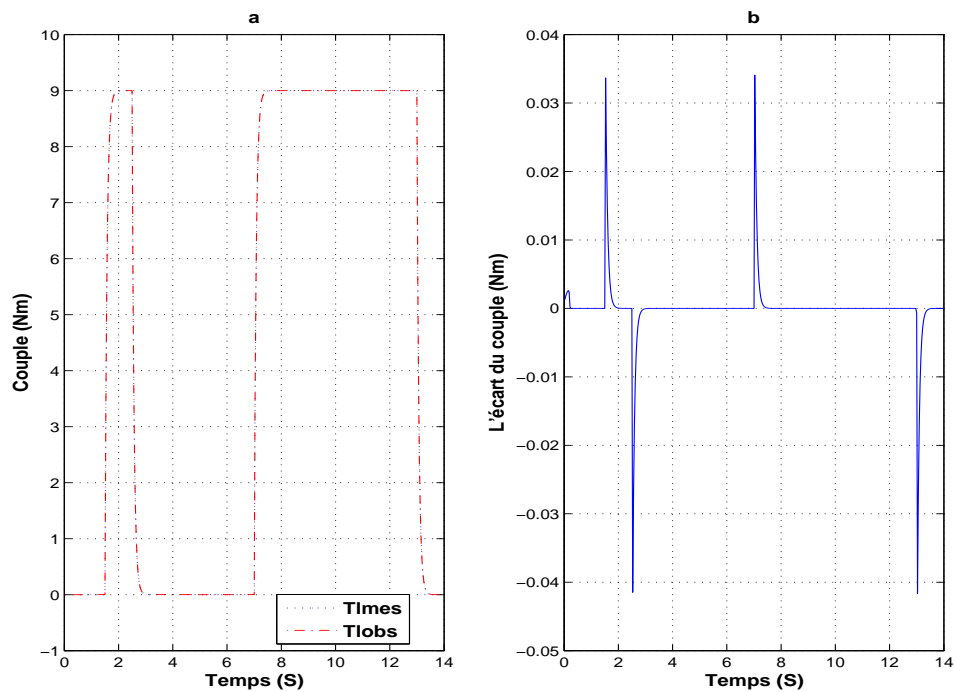 a
10
9
8
7
6
5
4
3
2
1
0
−1
Couple (Nm)
0 2 4 6 8 10 12 14
Temps (S)
Tlmes
Tlobs
b
0.04
0.03
0.02
0.01
0
−0.01
−0.02
−0.03
−0.04
−0.05
L'écart du couple (Nm)
0 2 4 6 8 10 12 14
Temps (S)